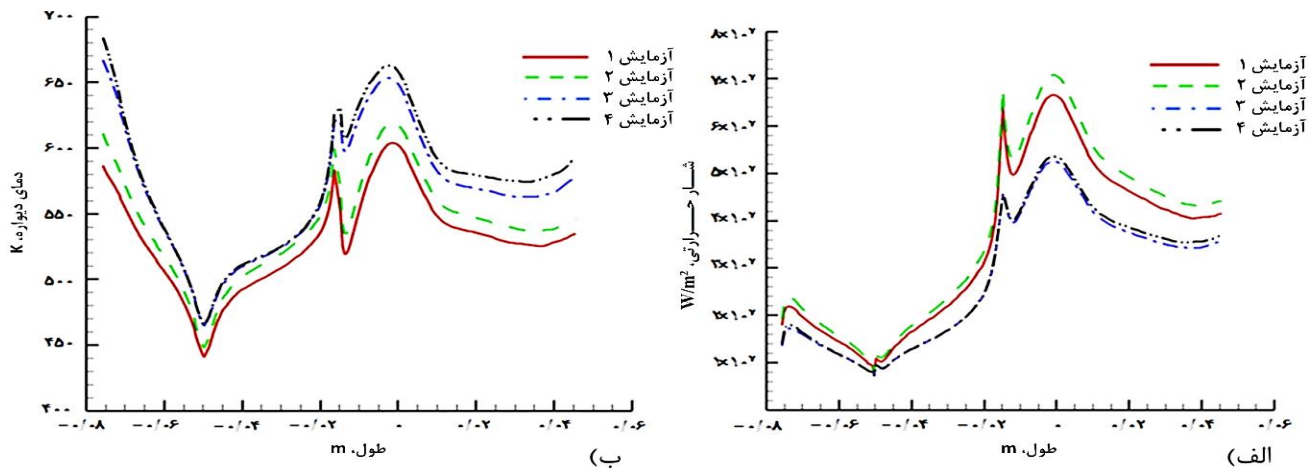 ۷۰۰
۶۵۰
۶۰۰
۵۵۰
۵۰۰
۴۵۰
۴۰۰
دمای دیواره، K
آزمایش ۱
آزمایش ۲
آزمایش ۳
آزمایش ۴
-۰/۰۸ -۰/۰۶ -۰/۰۴ -۰/۰۲ ۰ ۰/۰۲ ۰/۰۴ ۰/۰۶
طول، m
ب)
۸×۱۰^۷
۷×۱۰^۷
۶×۱۰^۷
۵×۱۰^۷
۴×۱۰^۷
۳×۱۰^۷
۲×۱۰^۷
۱×۱۰^۷
شار حرارتی، W/m²
آزمایش ۱
آزمایش ۲
آزمایش ۳
آزمایش ۴
-۰/۰۸ -۰/۰۶ -۰/۰۴ -۰/۰۲ ۰ ۰/۰۲ ۰/۰۴ ۰/۰۶
طول، m
الف)